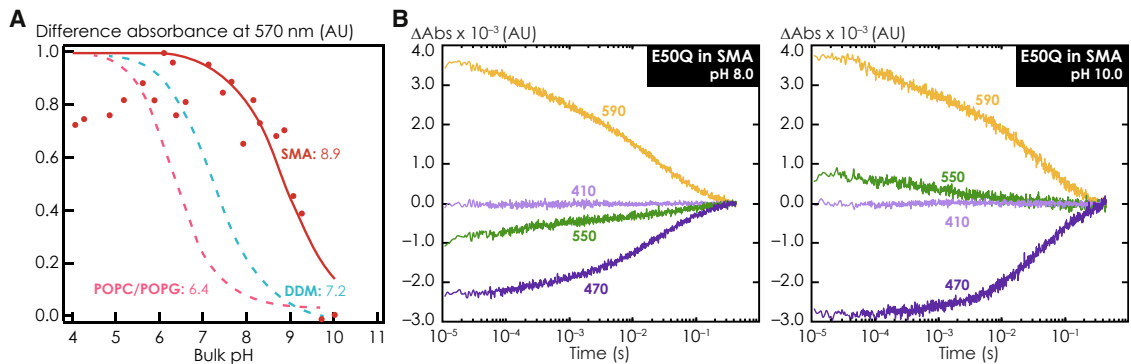 A
Difference absorbance at 570 nm (AU)
1.0
0.8
0.6
0.4
0.2
0.0
SMA: 8.9
POPC/POPG: 6.4
DDM: 7.2
4 5 6 7 8 9 10 11
Bulk pH
B
ΔAbs x 10⁻³ (AU)
4.0
3.0
2.0
1.0
0.0
−1.0
−2.0
−3.0
E50Q in SMA
pH 8.0
590
410
550
470
10⁻⁵ 10⁻⁴ 10⁻³ 10⁻² 10⁻¹
Time (s)
ΔAbs x 10⁻³ (AU)
4.0
3.0
2.0
1.0
0.0
−1.0
−2.0
−3.0
E50Q in SMA
pH 10.0
590
550
410
470
10⁻⁵ 10⁻⁴ 10⁻³ 10⁻² 10⁻¹
Time (s)